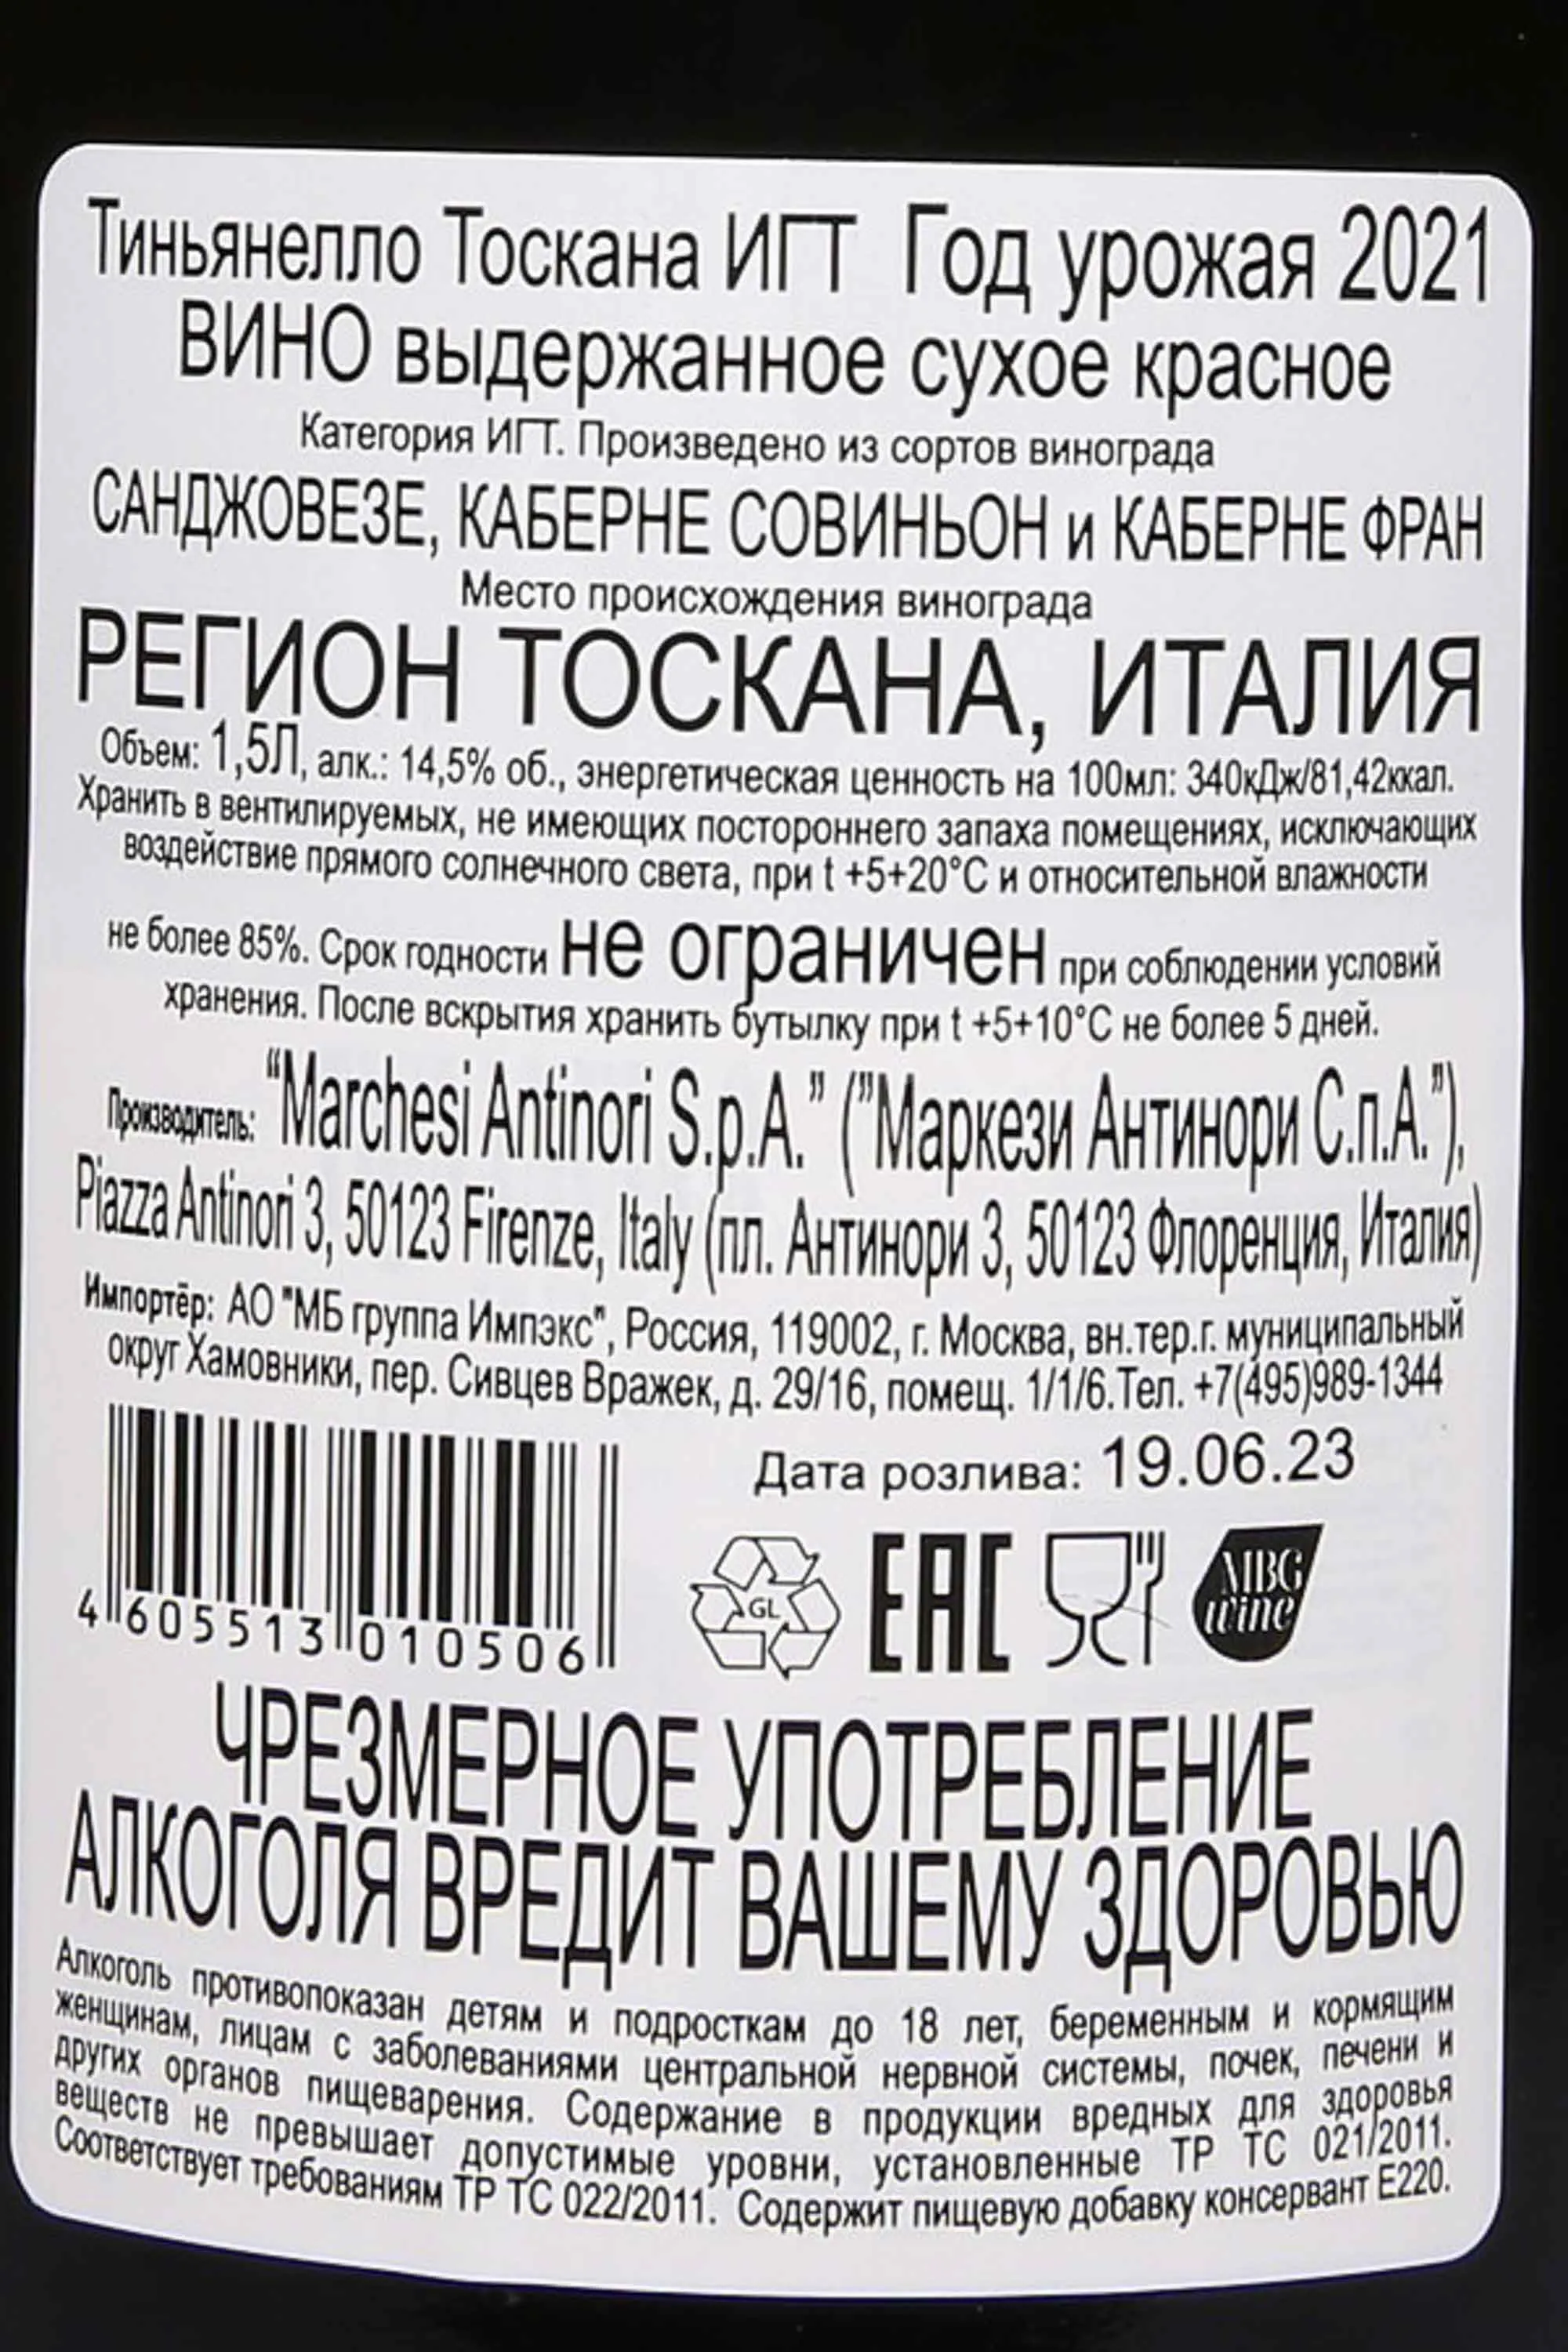 Тиньянелло Тоскана ИГТ Год урожая 2021
ВИНО выдержанное сухое красное
Категория ИГТ. Произведено из сортов винограда
САНДЖОВЕЗЕ, КАБЕРНЕ СОВИНЬОН и КАБЕРНЕ ФРАН
Место происхождения винограда
РЕГИОН ТОСКАНА, ИТАЛИЯ
Объем: 1,5Л, алк.: 14,5% об., энергетическая ценность на 100мл: 340кДж/81,42ккал.
Хранить в вентилируемых, не имеющих постороннего запаха помещениях, исключающих
воздействие прямого солнечного света, при t +5+20°C и относительной влажности
не более 85%. Срок годности не ограничен при соблюдении условий
хранения. После вскрытия хранить бутылку при t +5+10°C не более 5 дней.
Производитель: "Marchesi Antinori S.p.A." ("Маркези Антинори С.п.А."),
Piazza Antinori 3, 50123 Firenze, Italy (пл. Антинори 3, 50123 Флоренция, Италия)
Импортёр: АО "МБ группа Импэкс", Россия, 119002, г. Москва, вн.тер.г. муниципальный
округ Хамовники, пер. Сивцев Вражек, д. 29/16, помещ. 1/1/6.Тел. +7(495)989-1344
Дата розлива: 19.06.23
4 605513 010506
GL
EAC
MBG
wine
ЧРЕЗМЕРНОЕ УПОТРЕБЛЕНИЕ
АЛКОГОЛЯ ВРЕДИТ ВАШЕМУ ЗДОРОВЬЮ
Алкоголь противопоказан детям и подросткам до 18 лет, беременным и кормящим
женщинам, лицам с заболеваниями центральной нервной системы, почек, печени и
других органов пищеварения. Содержание в продукции вредных для здоровья
веществ не превышает допустимые уровни, установленные ТР ТС 021/2011.
Соответствует требованиям ТР ТС 022/2011. Содержит пищевую добавку консервант Е220.